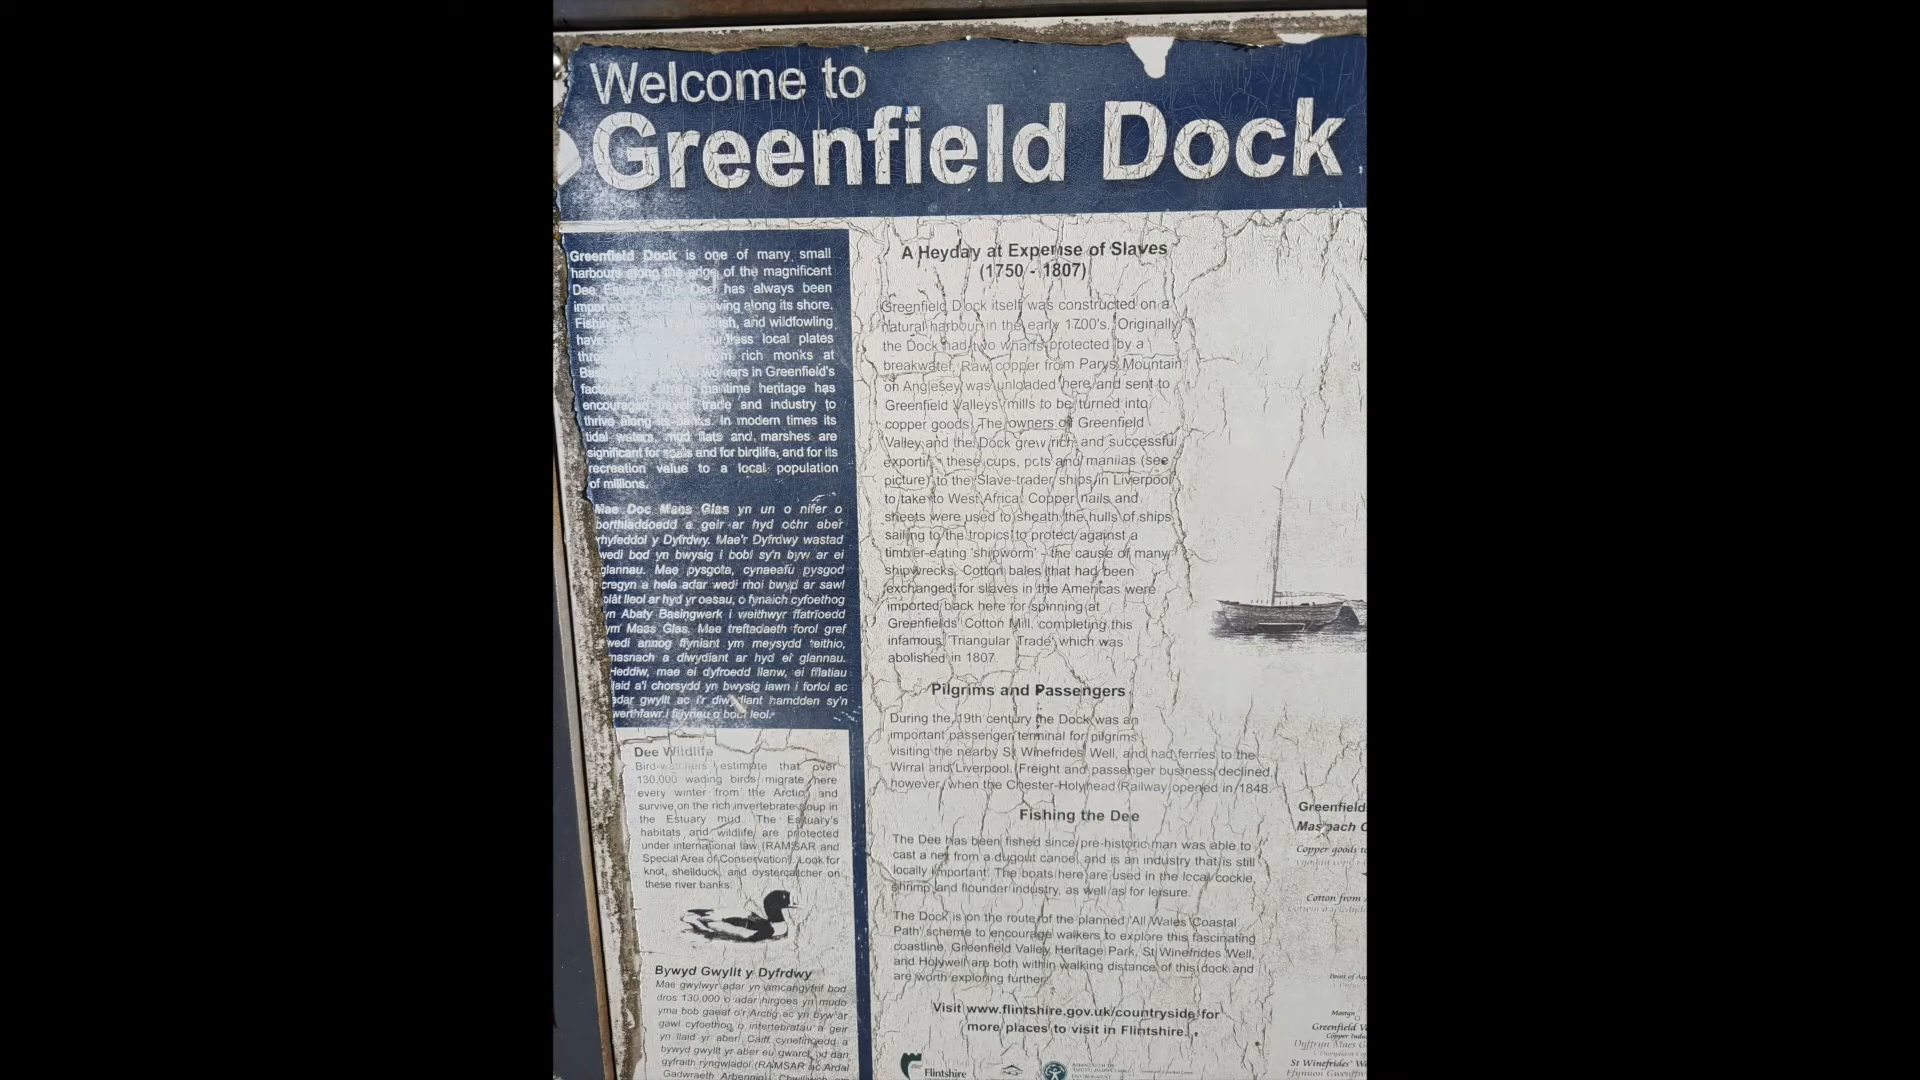 Welcome to
Greenfield Dock
Greenfield Dock is one of many small
harbours along the edge of the magnificent
Dee Estuary. The Dee has always been
living along its shore.
Fishing, and wildfowling
have local plates
rich monks at
workers in Greenfield's
maritime heritage has
encouraged travel, trade and industry to
thrive along its banks. In modern times its
tidal waters, mud flats and marshes are
significant for seals and for birdlife, and for its
recreation value to a local population
of millions.
Mae Doc Maes Glas yn un o nifer o
borthladdoedd a geir ar hyd ochr aber
rhyfeddol y Dyfrdwy. Mae'r Dyfrdwy wastad
wedi bod yn bwysig i bobl sy'n byw ar ei
glannau. Mae pysgota, cynaeafu pysgod
cregyn a hela adar wedi rhoi bwyd ar sawl
plât lleol ar hyd yr oesau, o fynaich cyfoethog
yn Abaty Basingwerk i weithwyr ffatrïoedd
ym Maes Glas. Mae treftadaeth forol gref
wedi annog ffyniant ym meysydd teithio,
masnach a diwydiant ar hyd ei glannau.
Heddiw, mae ei dyfroedd llanw, ei fflatiau
llaid a'i chorsydd yn bwysig iawn i forloi ac
adar gwyllt ac i'r diwydiant hamdden sy'n
werthfawr i filiynau o bobl leol.
Dee Wildlife
Bird-watchers estimate that over
130,000 wading birds migrate here
every winter from the Arctic and
survive on the rich invertebrate soup in
the Estuary mud. The Estuary's
habitats and wildlife are protected
under international law (RAMSAR and
Special Area of Conservation). Look for
knot, shellduck, and oystercatcher on
these river banks.
Bywyd Gwyllt y Dyfrdwy
Mae gwylwyr adar yn amcangyfrif bod
dros 130,000 o adar hirgoes yn mudo
yma bob gaeaf o'r Arctig ac yn byw ar
gawl cyfoethog o infertebratau a geir
yn llaid yr aber. Caiff cynefinoedd a
bywyd gwyllt yr aber eu gwarchod dan
gyfraith ryngwladol (RAMSAR ac Ardal
Gadwraeth Arbennig).
A Heyday at Expense of Slaves
(1750 - 1807)
Greenfield Dock itself was constructed on a
natural harbour in the early 1700's. Originally
the Dock had two wharfs protected by a
breakwater. Raw copper from Parys Mountain
on Anglesey was unloaded here and sent to
Greenfield Valleys' mills to be turned into
copper goods. The owners of Greenfield
Valley and the Dock grew rich and successful
exporting these cups, pots and manilas (see
picture) to the Slave-trader ships in Liverpool
to take to West Africa. Copper nails and
sheets were used to sheath the hulls of ships
sailing to the tropics to protect against a
timber-eating 'shipworm' - the cause of many
shipwrecks. Cotton bales that had been
exchanged for slaves in the Americas were
imported back here for spinning at
Greenfields' Cotton Mill, completing this
infamous 'Triangular Trade' which was
abolished in 1807.
Pilgrims and Passengers
During the 19th century the Dock was an
important passenger terminal for pilgrims
visiting the nearby St Winefrides Well, and had ferries to the
Wirral and Liverpool. Freight and passenger business declined,
however, when the Chester-Holyhead Railway opened in 1848.
Fishing the Dee
The Dee has been fished since pre-historic man was able to
cast a net from a dugout canoe, and is an industry that is still
locally important. The boats here are used in the local cockle,
shrimp and flounder industry, as well as for leisure.
The Dock is on the route of the planned 'All Wales Coastal
Path' scheme to encourage walkers to explore this fascinating
coastline, Greenfield Valley Heritage Park, St Winefrides Well,
and Holywell are both within walking distance of this dock and
are worth exploring further.
Visit www.flintshire.gov.uk/countryside for
more places to visit in Flintshire.
Flintshire
Greenfield
Masnach
Copper goods
Cotton from
Point of
Mostyn
Greenfield V
Copper Indus
Dyffryn Maes G
St Winefrides' We
Ffynnon Gwenffre